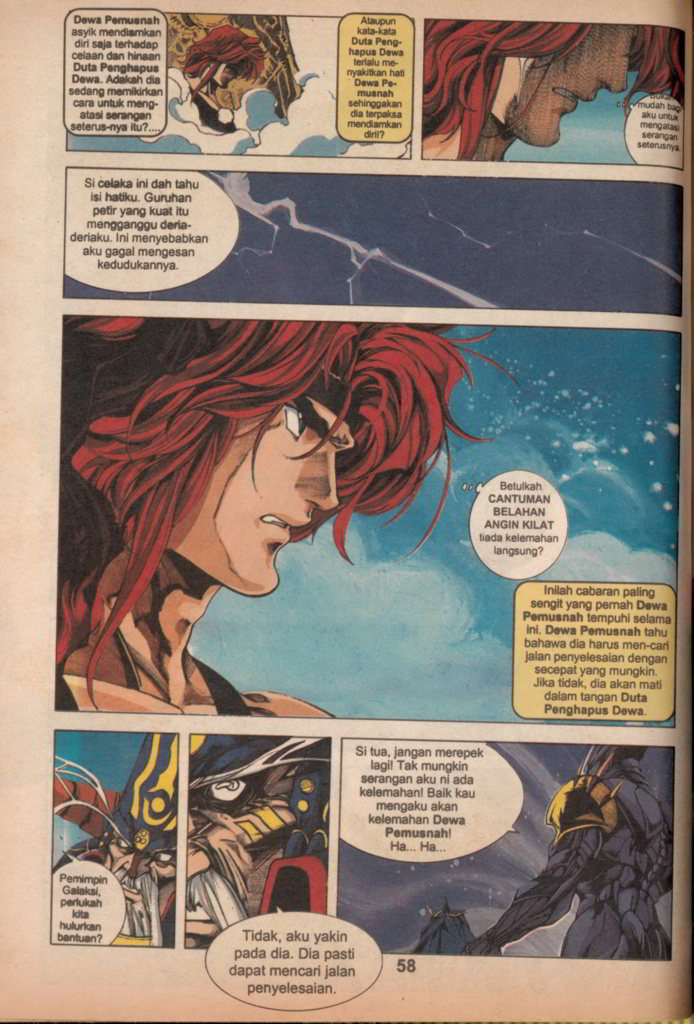 Dewa Pemusnah
asyik mendiamkan
diri saja terhadap
celaan dan hinaan
Duta Penghapus
Dewa. Adakah dia
sedang memikirkan
cara untuk meng-
atasi serangan
seterus-nya itu?....
Ataupun
kata-kata
Duta Peng-
hapus Dewa
terlalu me-
nyakitkan hati
Dewa Pe-
musnah
sehinggakan
dia terpaksa
mendiamkan
diri!?
Bukan
mudah bagi
aku untuk
mengatasi
serangan
seterusnya.
Si celaka ini dah tahu
isi hatiku. Guruhan
petir yang kuat itu
mengganggu deria-
deriaku. Ini menyebabkan
aku gagal mengesan
kedudukannya.
Betulkah
CANTUMAN
BELAHAN
ANGIN KILAT
tiada kelemahan
langsung?
Inilah cabaran paling
sengit yang pernah Dewa
Pemusnah tempuhi selama
ini. Dewa Pemusnah tahu
bahawa dia harus men-cari
jalan penyelesaian dengan
secepat yang mungkin.
Jika tidak, dia akan mati
dalam tangan Duta
Penghapus Dewa.
Pemimpin
Galaksi,
perlukah
kita
hulurkan
bantuan?
Tidak, aku yakin
pada dia. Dia pasti
dapat mencari jalan
penyelesaian.
Si tua, jangan merepek
lagi! Tak mungkin
serangan aku ni ada
kelemahan! Baik kau
mengaku akan
kelemahan Dewa
Pemusnah!
Ha... Ha...
58